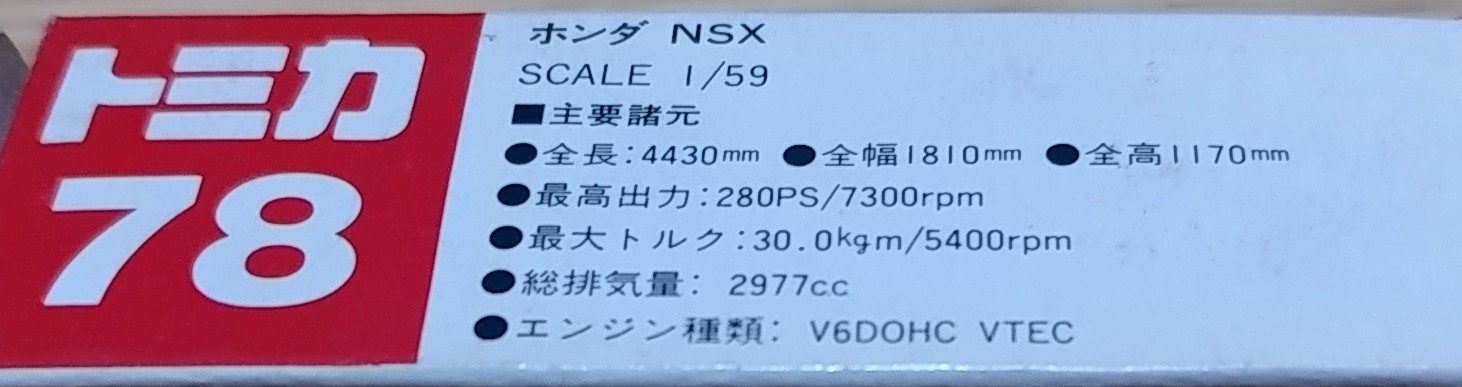 トミカ
78
ホンダ NSX
SCALE 1/59
■主要諸元
●全長:4430mm ●全幅1810mm ●全高1170mm
●最高出力:280PS/7300rpm
●最大トルク:30.0kgm/5400rpm
●総排気量: 2977cc
●エンジン種類: V6DOHC VTEC